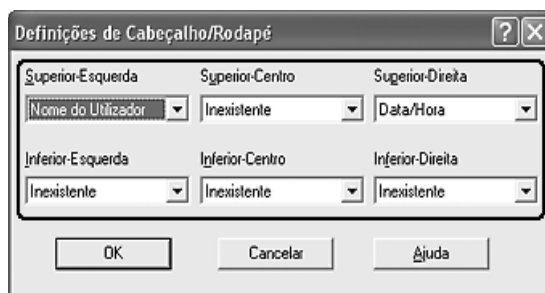 Definições de Cabeçalho/Rodapé
Superior-Esquerda Superior-Centro Superior-Direita
Nome do Utilizador Inexistente Data/Hora
Inferior-Esquerda Inferior-Centro Inferior-Direita
Inexistente Inexistente Inexistente
OK Cancelar Ajuda